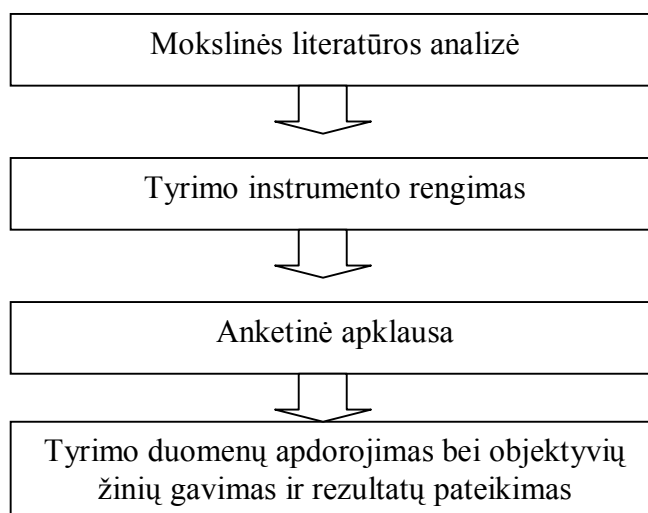 Mokslinės literatūros analizė
Tyrimo instrumento rengimas
Anketinė apklausa
Tyrimo duomenų apdorojimas bei objektyvių
žinių gavimas ir rezultatų pateikimas